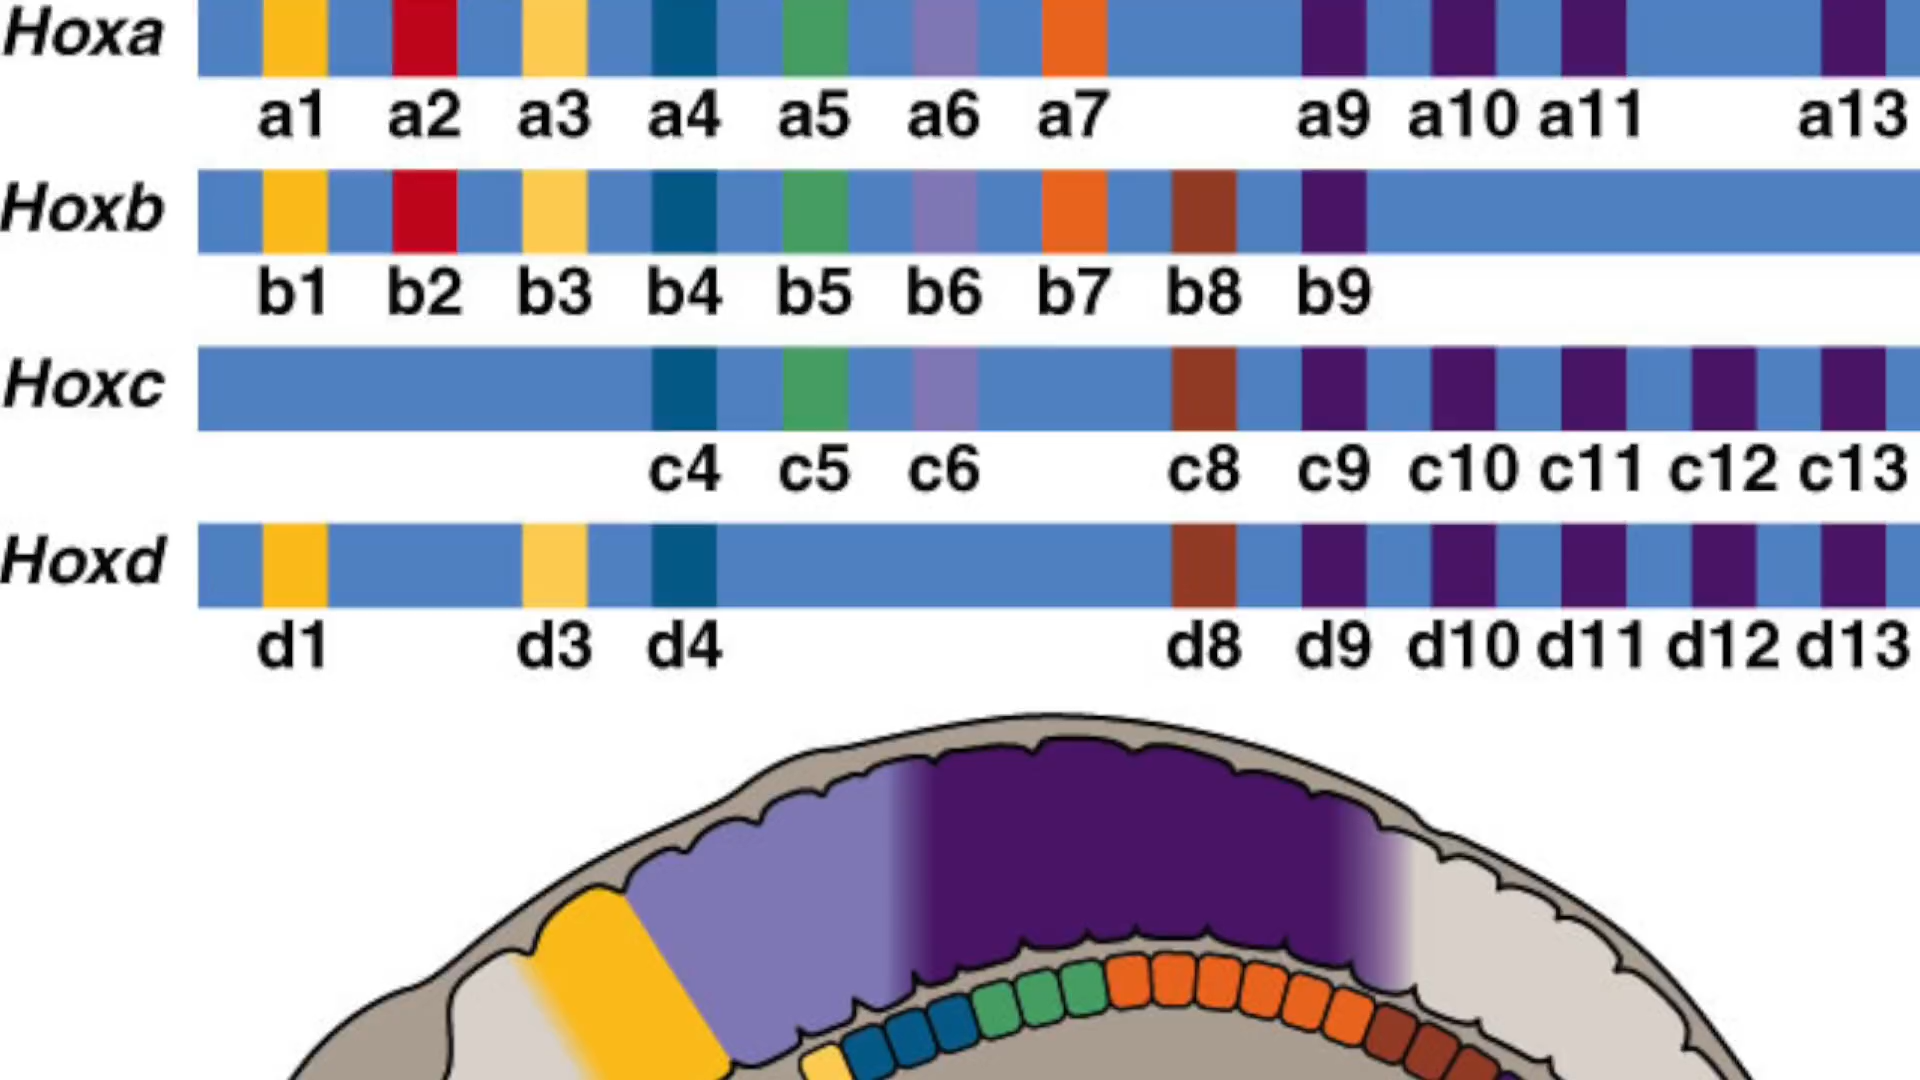 Hoxa
a1 a2 a3 a4 a5 a6 a7 a9 a10 a11 a13
Hoxb
b1 b2 b3 b4 b5 b6 b7 b8 b9
Hoxc
c4 c5 c6 c8 c9 c10 c11 c12 c13
Hoxd
d1 d3 d4 d8 d9 d10 d11 d12 d13